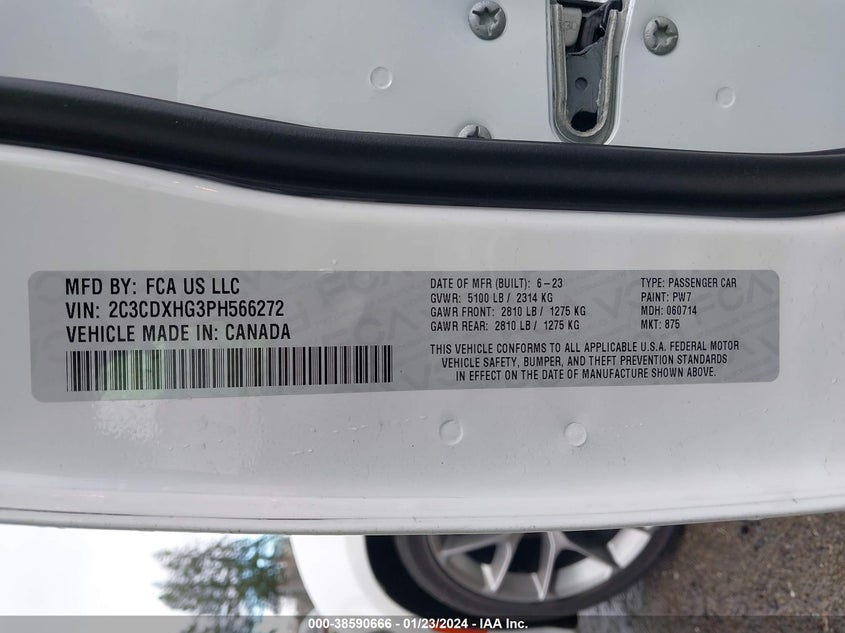 MFD BY: FCA US LLC
VIN: 2C3CDXHG3PH566272
VEHICLE MADE IN: CANADA
DATE OF MFR (BUILT): 6-23
GVWR: 5100 LB / 2314 KG
GAWR FRONT: 2810 LB / 1275 KG
GAWR REAR: 2810 LB / 1275 KG
TYPE: PASSENGER CAR
PAINT: PW7
MDH: 060714
MKT: 875
THIS VEHICLE CONFORMS TO ALL APPLICABLE U.S.A. FEDERAL MOTOR
VEHICLE SAFETY, BUMPER, AND THEFT PREVENTION STANDARDS
IN EFFECT ON THE DATE OF MANUFACTURE SHOWN ABOVE.
000-38590666 - 01/23/2024 - IAA Inc.